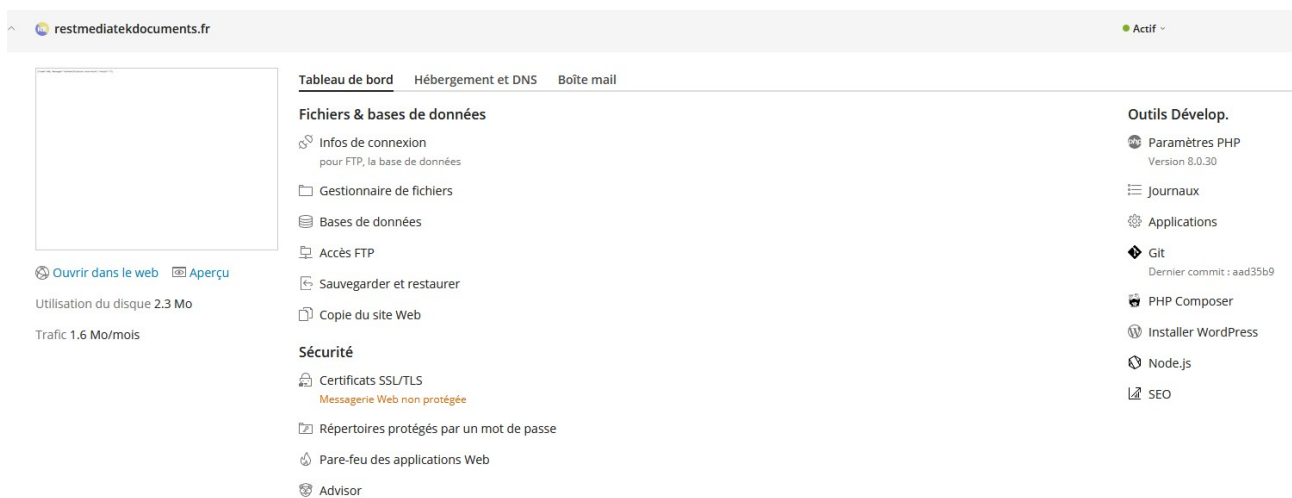 restmediatekdocuments.fr
Actif
Tableau de bord Hébergement et DNS Boîte mail
Fichiers & bases de données
Infos de connexion
pour FTP, la base de données
Gestionnaire de fichiers
Bases de données
Accès FTP
Sauvegarder et restaurer
Copie du site Web
Sécurité
Certificats SSL/TLS
Messagerie Web non protégée
Répertoires protégés par un mot de passe
Pare-feu des applications Web
Advisor
Ouvrir dans le web Aperçu
Utilisation du disque 2.3 Mo
Trafic 1.6 Mo/mois
Outils Dévelop.
Paramètres PHP
Version 8.0.30
Journaux
Applications
Git
Dernier commit : aad35b9
PHP Composer
Installer WordPress
Node.js
SEO